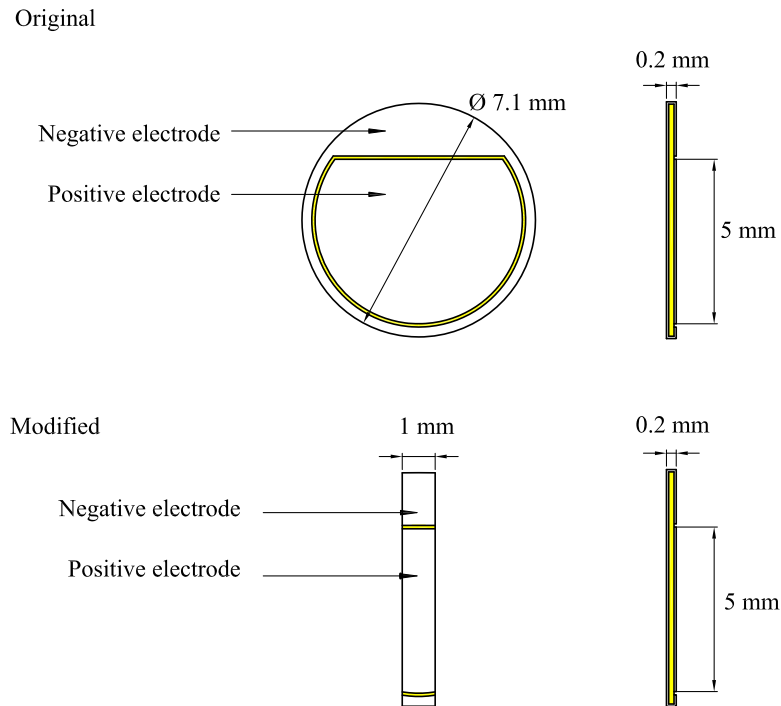 Original
0.2 mm
Ø 7.1 mm
Negative electrode
Positive electrode
5 mm
Modified
1 mm
0.2 mm
Negative electrode
Positive electrode
5 mm